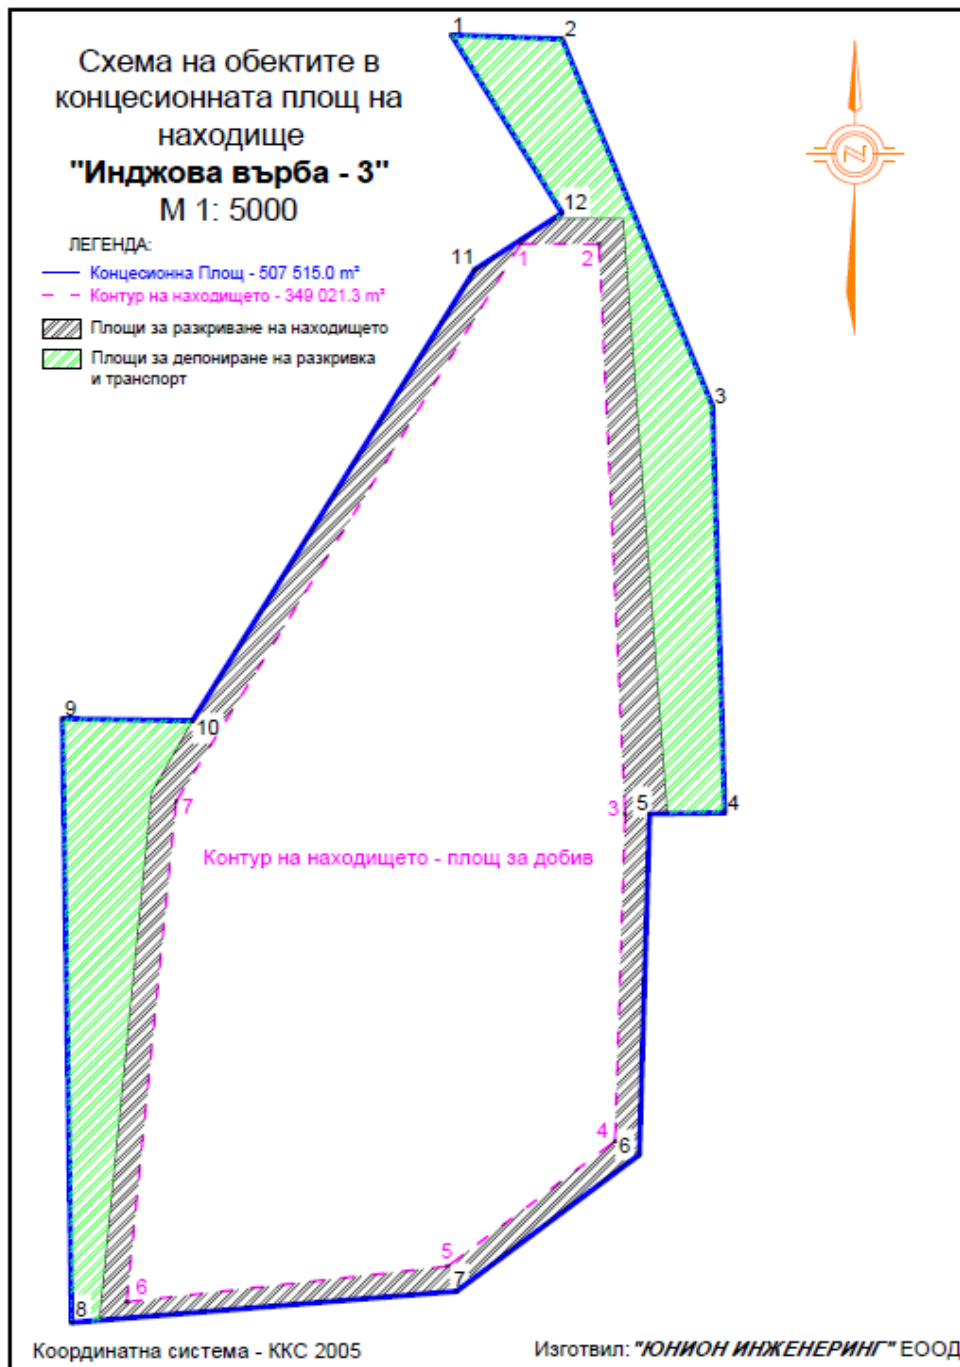 Схема на обектите в
концесионната площ на
находище
"Инджова върба - 3"
М 1: 5000
ЛЕГЕНДА:
Концесионна Площ - 507 515.0 m²
Контур на находището - 349 021.3 m²
Площи за разкриване на находището
Площи за депониране на разкривка
и транспорт
1
2
12
11
1
2
3
9
10
7
3
5
4
Контур на находището - площ за добив
4
6
5
7
6
8
Координатна система - ККС 2005
Изготвил: "ЮНИОН ИНЖЕНЕРИНГ" ЕООД